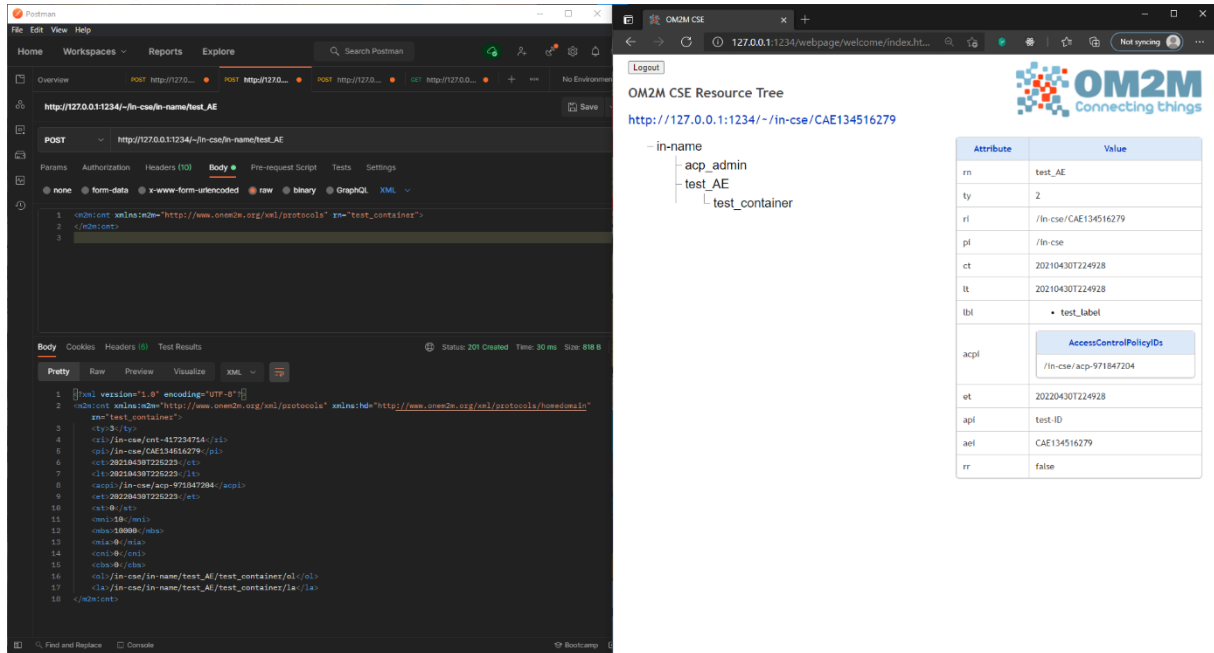 Postman
File Edit View Help
Home Workspaces Reports Explore Search Postman
Overview POST http://127.0... POST http://127.0... POST http://127.0... GET http://127.0.0... No Environmen
http://127.0.0.1:1234/~/in-cse/in-name/test_AE Save
POST http://127.0.0.1:1234/~/in-cse/in-name/test_AE
Params Authorization Headers (10) Body Pre-request Script Tests Settings
none form-data x-www-form-urlencoded raw binary GraphQL XML
1 <m2m:cnt xmlns:m2m="http://www.onem2m.org/xml/protocols" rn="test_container">
2 </m2m:cnt>
3
Body Cookies Headers (6) Test Results Status: 201 Created Time: 30 ms Size: 818 B
Pretty Raw Preview Visualize XML
1 <?xml version="1.0" encoding="UTF-8"?>
2 <m2m:cnt xmlns:m2m="http://www.onem2m.org/xml/protocols" xmlns:hd="http://www.onem2m.org/xml/protocols/homedomain"
rn="test_container">
3 <ty>3</ty>
4 <ri>/in-cse/cnt-417234714</ri>
5 <pi>/in-cse/CAE134516279</pi>
6 <ct>20210430T225223</ct>
7 <lt>20210430T225223</lt>
8 <acpi>/in-cse/acp-971847204</acpi>
9 <et>20220430T225223</et>
10 <st>0</st>
11 <mni>10</mni>
12 <mbs>10000</mbs>
13 <mia>0</mia>
14 <cni>0</cni>
15 <cbs>0</cbs>
16 <ol>/in-cse/in-name/test_AE/test_container/ol</ol>
17 <la>/in-cse/in-name/test_AE/test_container/la</la>
18 </m2m:cnt>
Find and Replace Console Bootcamp
OM2M CSE
127.0.0.1:1234/webpage/welcome/index.ht... Not syncing
Logout
OM2M
Connecting things
OM2M CSE Resource Tree
http://127.0.0.1:1234/~/in-cse/CAE134516279
in-name
acp_admin
test_AE
test_container
Attribute Value
rn test_AE
ty 2
ri /in-cse/CAE134516279
pi /in-cse
ct 20210430T224928
lt 20210430T224928
lbl • test_label
acpi AccessControlPolicyIDs
/in-cse/acp-971847204
et 20220430T224928
api test-ID
aei CAE134516279
rr false